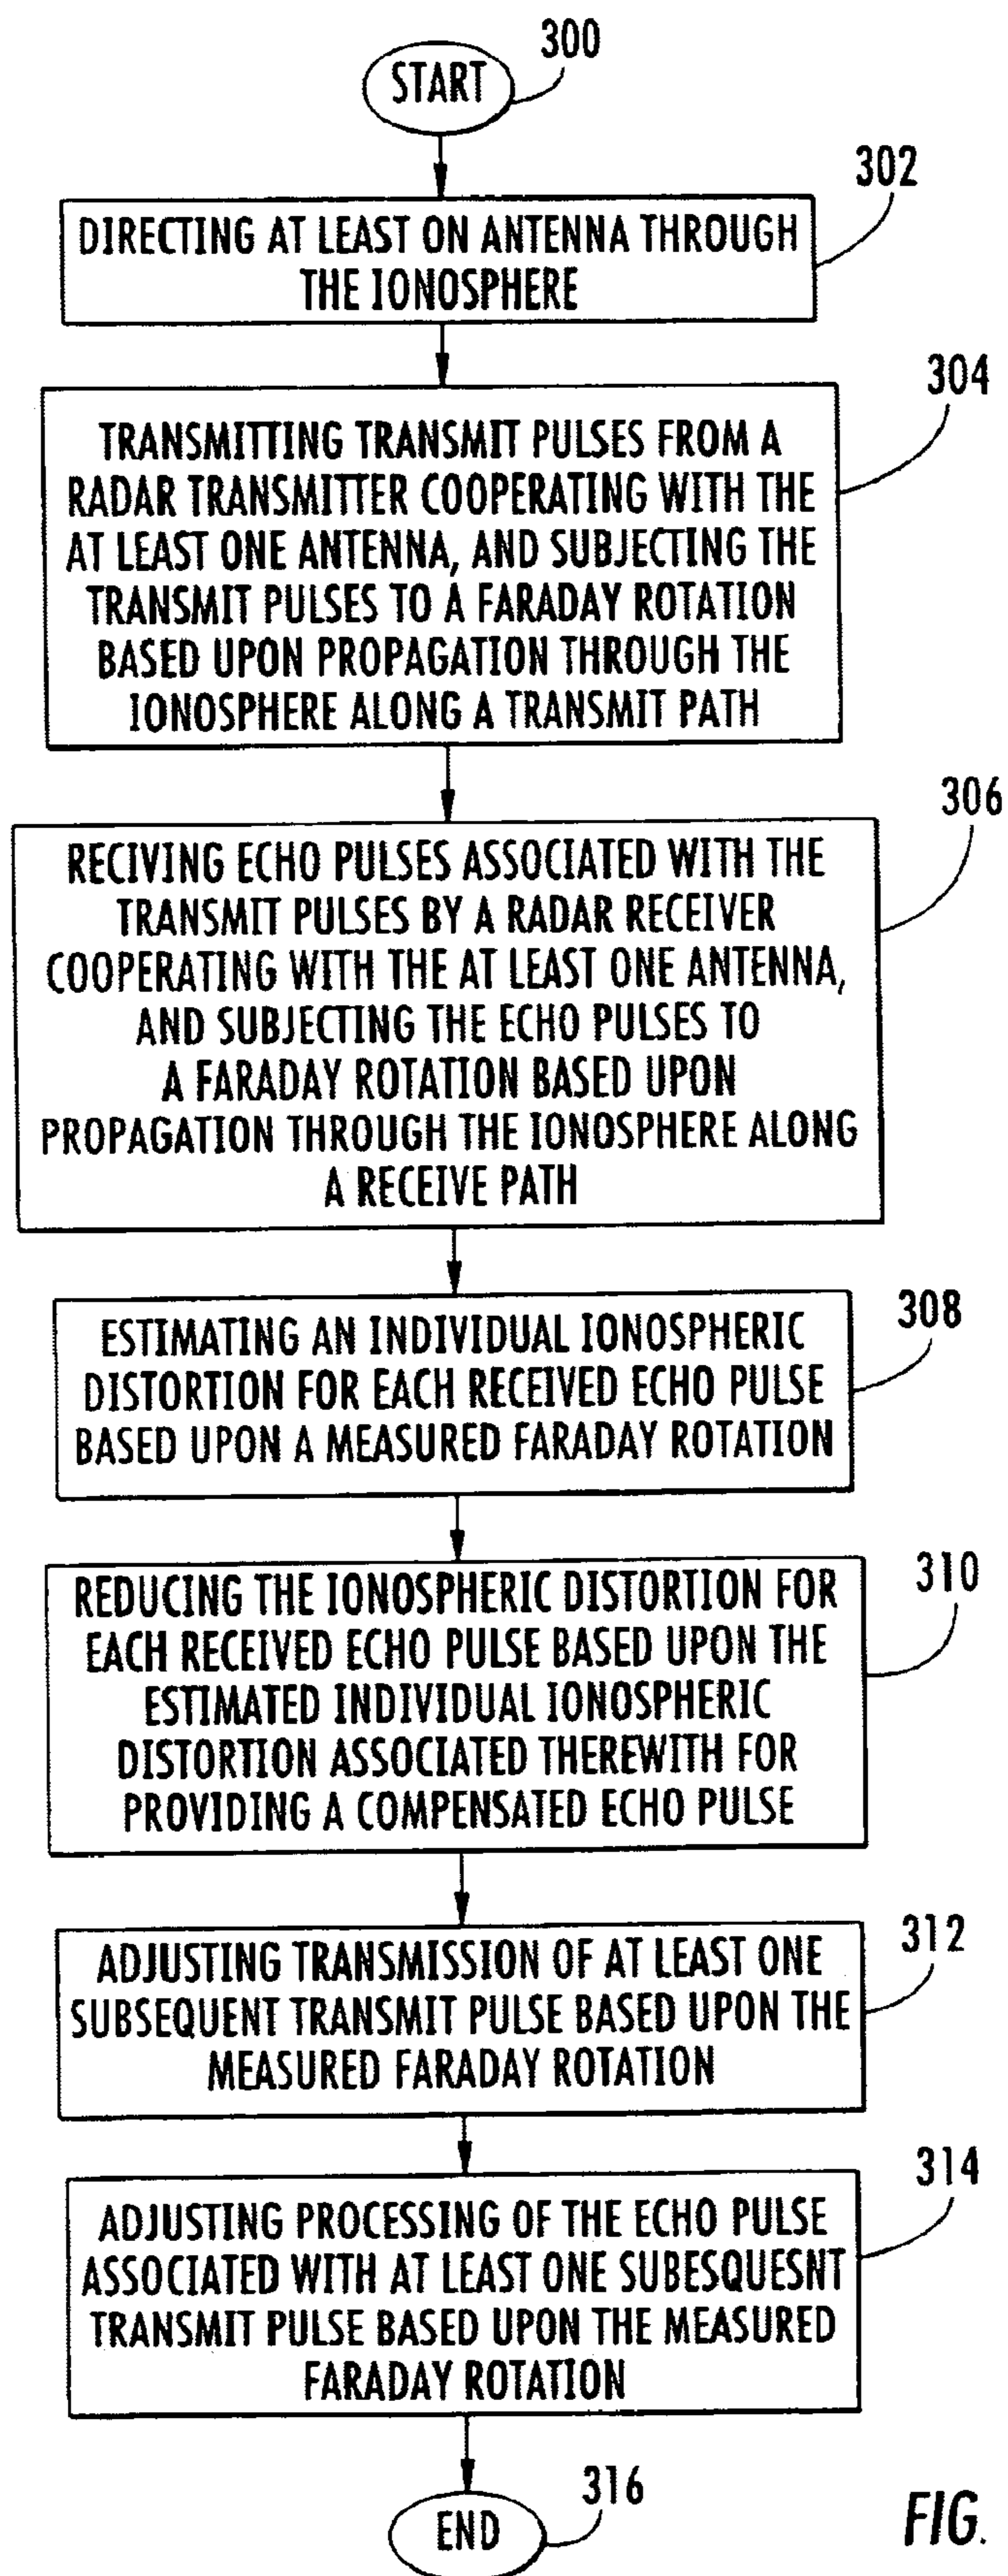 300
START
302
DIRECTING AT LEAST ON ANTENNA THROUGH
THE IONOSPHERE
304
TRANSMITTING TRANSMIT PULSES FROM A
RADAR TRANSMITTER COOPERATING WITH THE
AT LEAST ONE ANTENNA, AND SUBJECTING THE
TRANSMIT PULSES TO A FARADAY ROTATION
BASED UPON PROPAGATION THROUGH THE
IONOSPHERE ALONG A TRANSMIT PATH
306
RECIVING ECHO PULSES ASSOCIATED WITH THE
TRANSMIT PULSES BY A RADAR RECEIVER
COOPERATING WITH THE AT LEAST ONE ANTENNA,
AND SUBJECTING THE ECHO PULSES TO
A FARADAY ROTATION BASED UPON
PROPAGATION THROUGH THE IONOSPHERE ALONG
A RECEIVE PATH
308
ESTIMATING AN INDIVIDUAL IONOSPHERIC
DISTORTION FOR EACH RECEIVED ECHO PULSE
BASED UPON A MEASURED FARADAY ROTATION
310
REDUCING THE IONOSPHERIC DISTORTION FOR
EACH RECEIVED ECHO PULSE BASED UPON THE
ESTIMATED INDIVIDUAL IONOSPHERIC
DISTORTION ASSOCIATED THEREWITH FOR
PROVIDING A COMPENSATED ECHO PULSE
312
ADJUSTING TRANSMISSION OF AT LEAST ONE
SUBSEQUENT TRANSMIT PULSE BASED UPON THE
MEASURED FARADAY ROTATION
314
ADJUSTING PROCESSING OF THE ECHO PULSE
ASSOCIATED WITH AT LEAST ONE SUBESQUESNT
TRANSMIT PULSE BASED UPON THE MEASURED
FARADAY ROTATION
316
END
FIG.